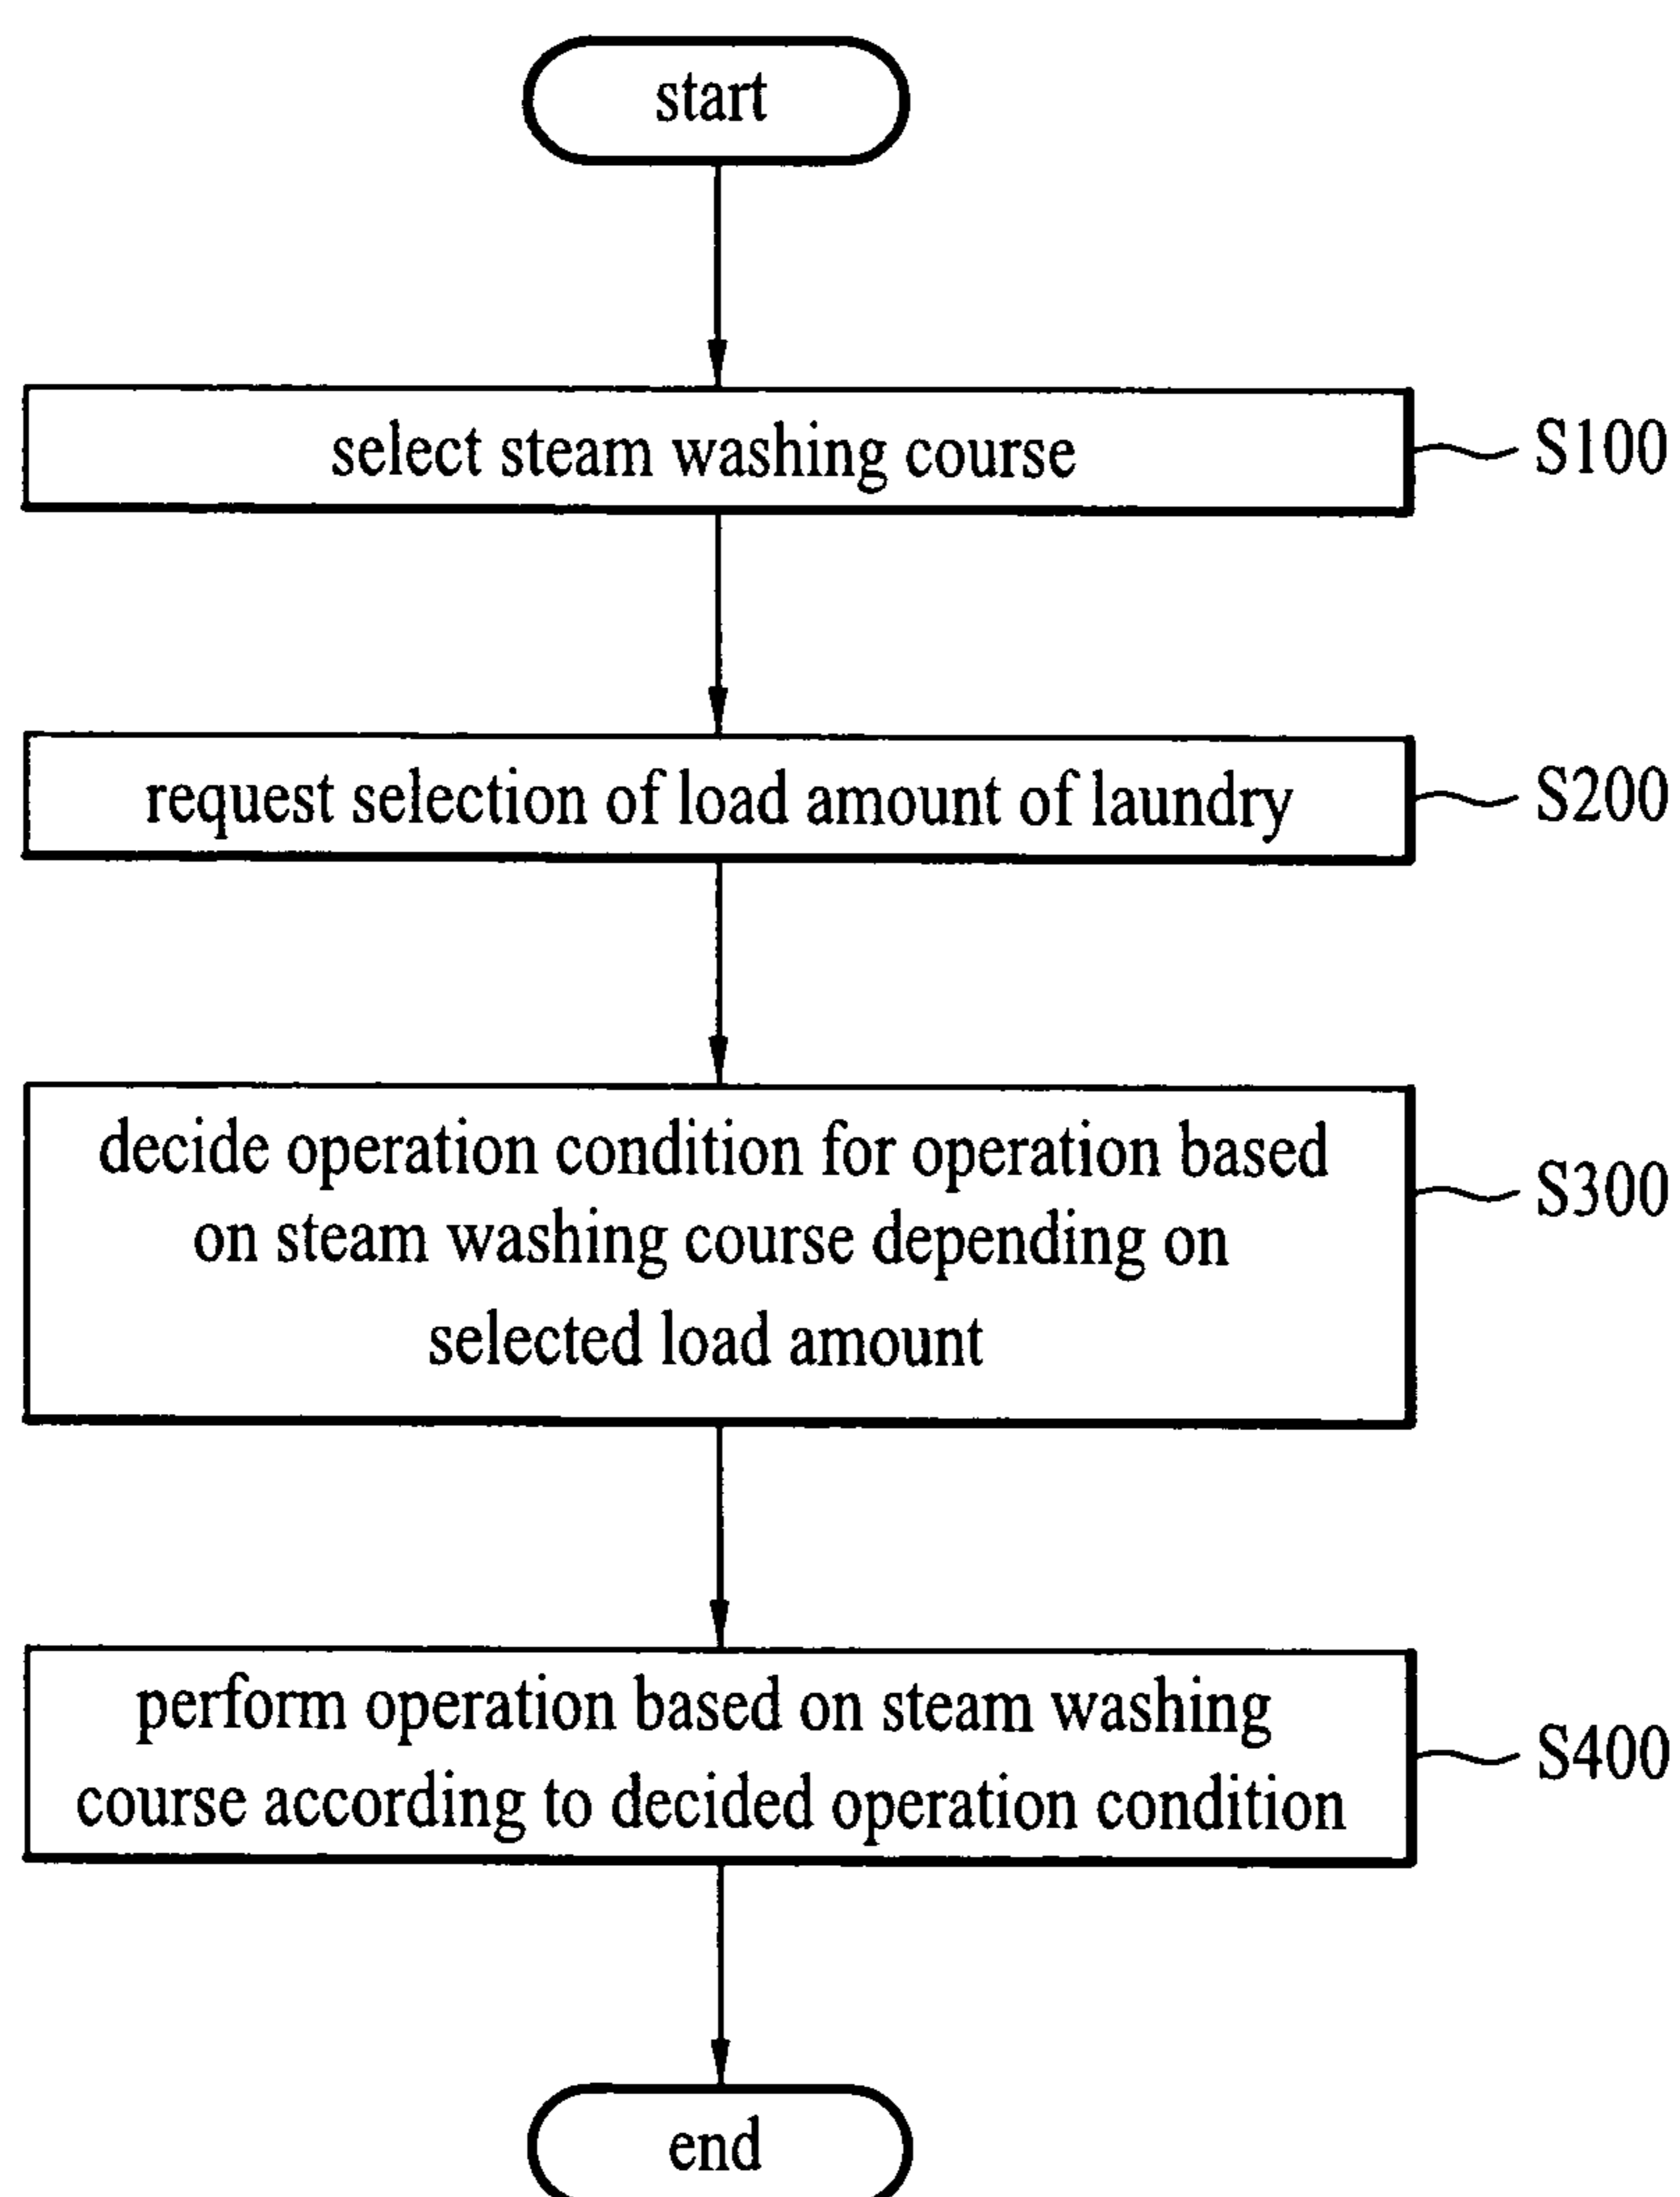 start
select steam washing course
S100
request selection of load amount of laundry
S200
decide operation condition for operation based
on steam washing course depending on
selected load amount
S300
perform operation based on steam washing
course according to decided operation condition
S400
end